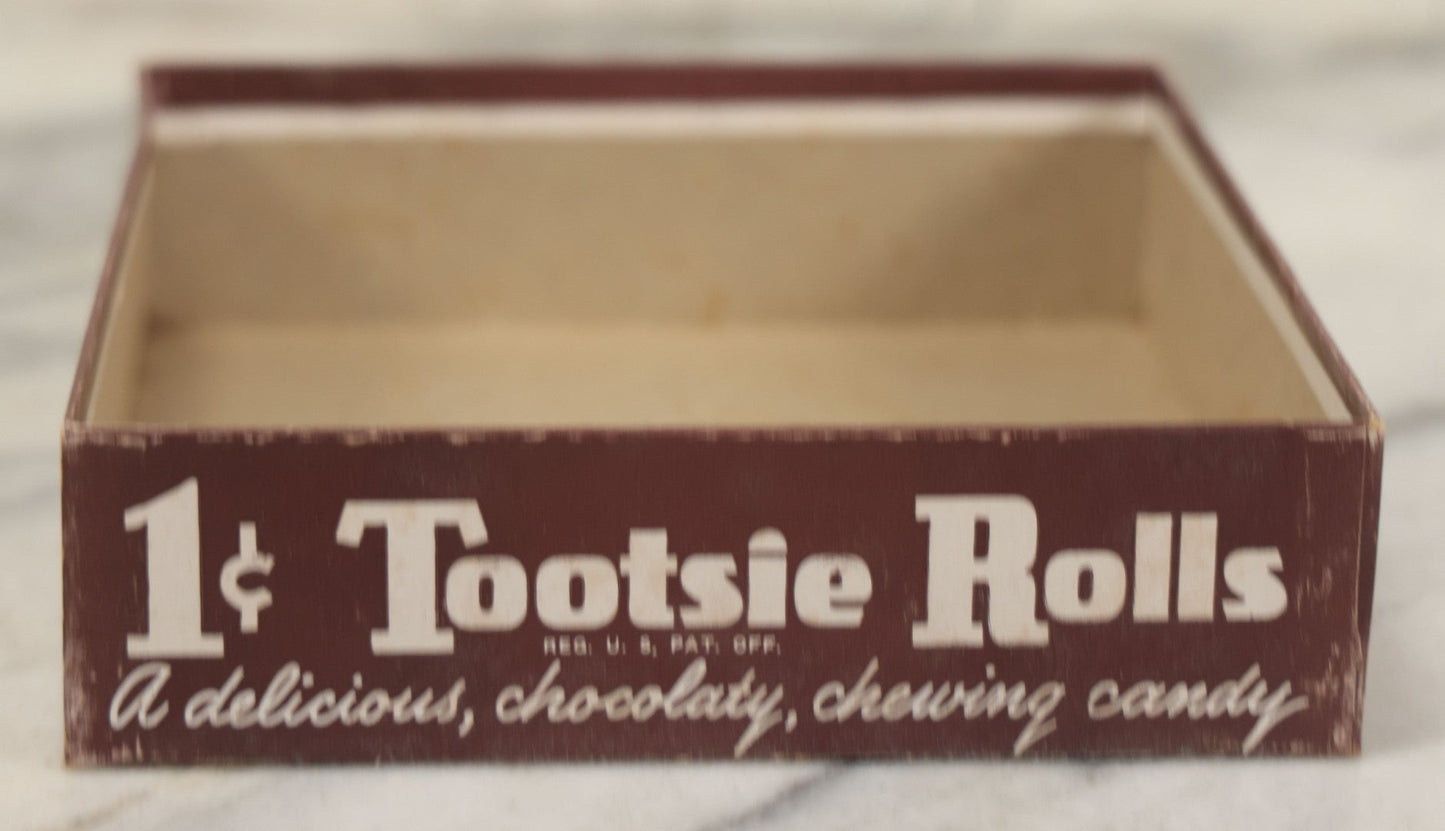 1¢ Tootsie Rolls
REG. U. S. PAT. OFF.
A delicious, chocolaty, chewing candy